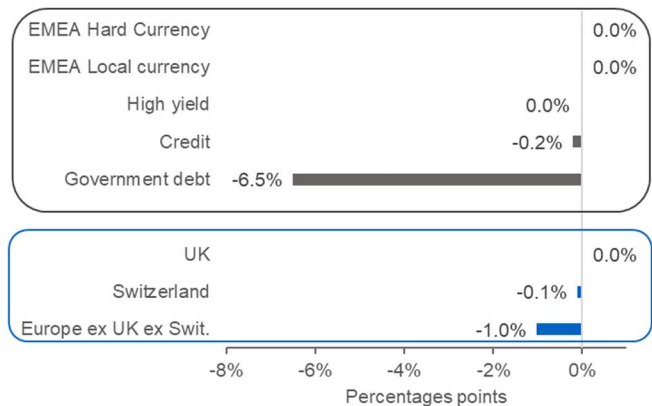 EMEA Hard Currency 0.0%
EMEA Local currency 0.0%
High yield 0.0%
Credit -0.2%
Government debt -6.5%
UK 0.0%
Switzerland -0.1%
Europe ex UK ex Swit. -1.0%
-8% -6% -4% -2% 0%
Percentages points